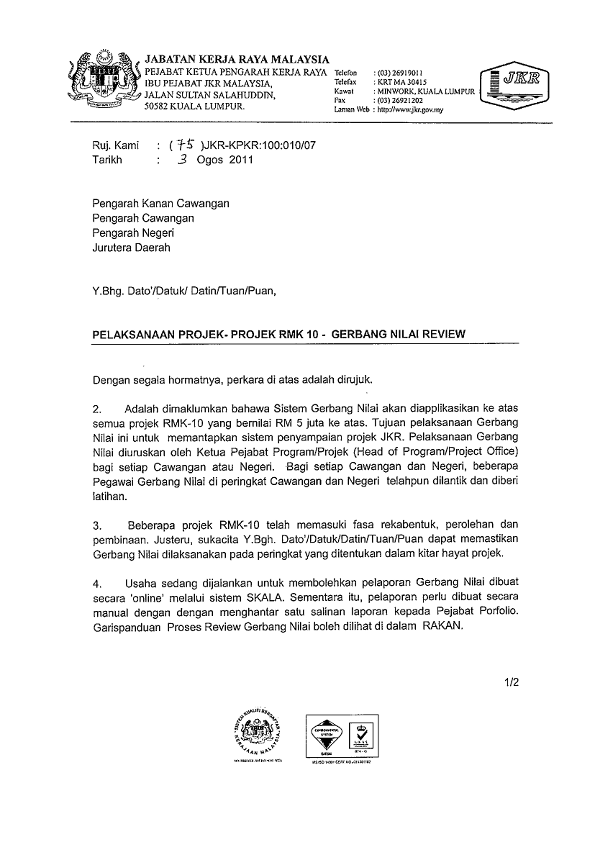 JABATAN KERJA RAYA MALAYSIA
PEJABAT KETUA PENGARAH KERJA RAYA
IBU PEJABAT JKR MALAYSIA,
JALAN SULTAN SALAHUDDIN,
50582 KUALA LUMPUR.
Telefon : (03) 26919011
Telefax : KRT MA 30415
Kawat : MINWORK, KUALA LUMPUR
Fax : (03) 26921202
Laman Web : http://www.jkr.gov.my
JKR
Ruj. Kami : ( 75 )JKR-KPKR:100:010/07
Tarikh : 3 Ogos 2011
Pengarah Kanan Cawangan
Pengarah Cawangan
Pengarah Negeri
Jurutera Daerah
Y.Bhg. Dato'/Datuk/ Datin/Tuan/Puan,
PELAKSANAAN PROJEK- PROJEK RMK 10 - GERBANG NILAI REVIEW
Dengan segala hormatnya, perkara di atas adalah dirujuk.
2. Adalah dimaklumkan bahawa Sistem Gerbang Nilai akan diapplikasikan ke atas
semua projek RMK-10 yang bernilai RM 5 juta ke atas. Tujuan pelaksanaan Gerbang
Nilai ini untuk memantapkan sistem penyampaian projek JKR. Pelaksanaan Gerbang
Nilai diuruskan oleh Ketua Pejabat Program/Projek (Head of Program/Project Office)
bagi setiap Cawangan atau Negeri. Bagi setiap Cawangan dan Negeri, beberapa
Pegawai Gerbang Nilai di peringkat Cawangan dan Negeri telahpun dilantik dan diberi
latihan.
3. Beberapa projek RMK-10 telah memasuki fasa rekabentuk, perolehan dan
pembinaan. Justeru, sukacita Y.Bgh. Dato'/Datuk/Datin/Tuan/Puan dapat memastikan
Gerbang Nilai dilaksanakan pada peringkat yang ditentukan dalam kitar hayat projek.
4. Usaha sedang dijalankan untuk membolehkan pelaporan Gerbang Nilai dibuat
secara 'online' melalui sistem SKALA. Sementara itu, pelaporan perlu dibuat secara
manual dengan dengan menghantar satu salinan laporan kepada Pejabat Porfolio.
Garispanduan Proses Review Gerbang Nilai boleh dilihat di dalam RAKAN.
1/2